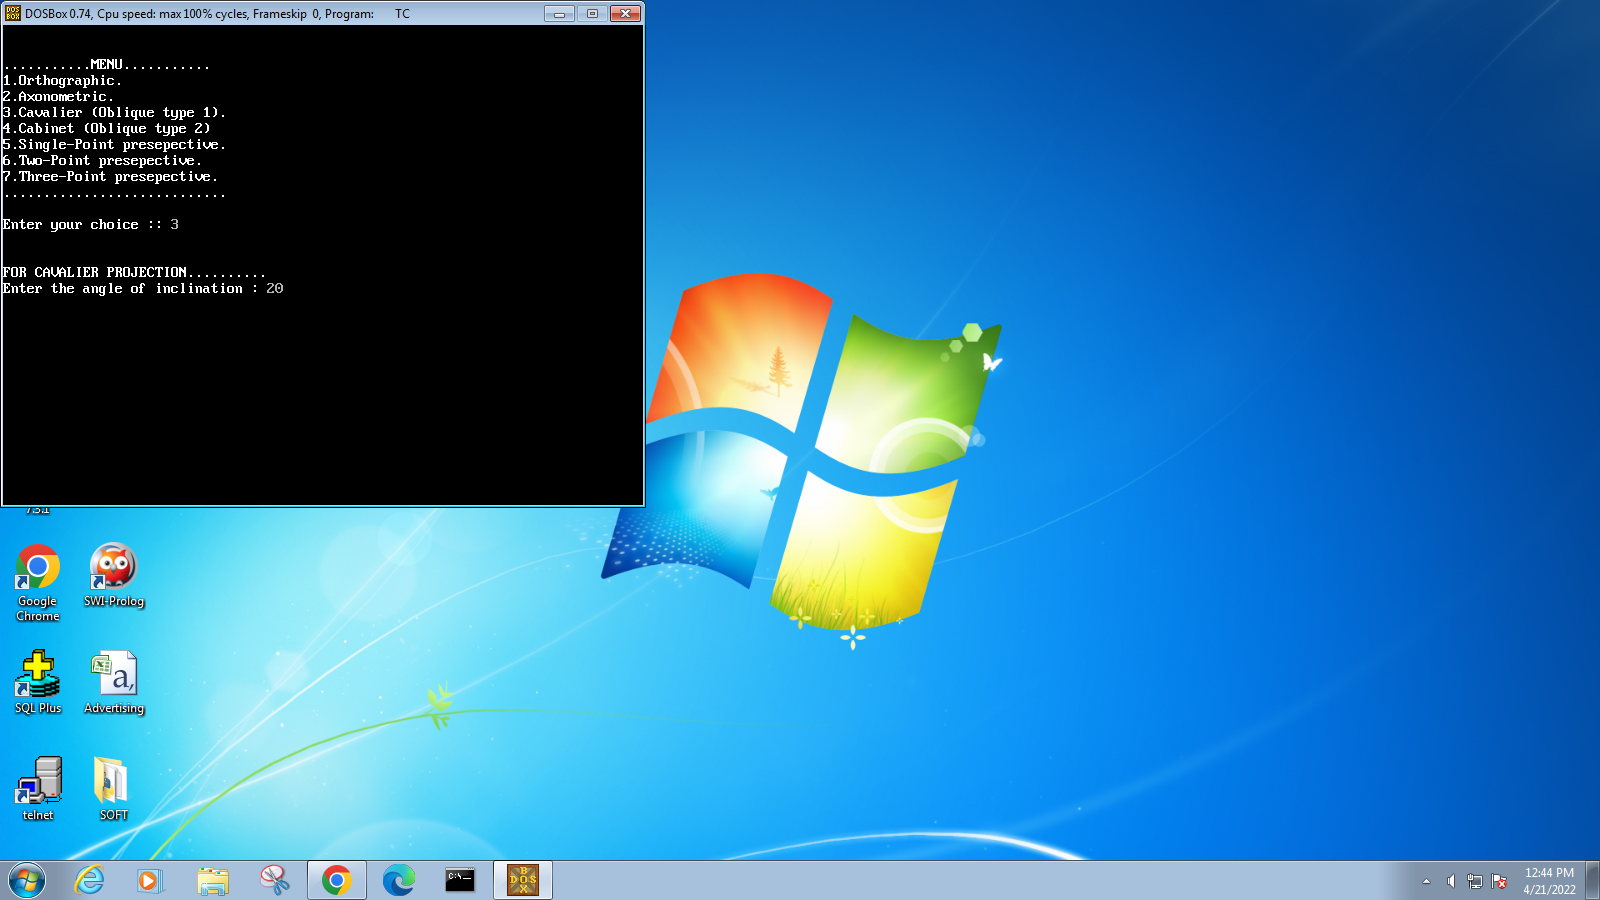 DOSBox 0.74, Cpu speed: max 100% cycles, Frameskip 0, Program: TC
...........MENU...........
1.Orthographic.
2.Axonometric.
3.Cavalier (Oblique type 1).
4.Cabinet (Oblique type 2)
5.Single-Point presepective.
6.Two-Point presepective.
7.Three-Point presepective.
............................
Enter your choice :: 3
FOR CAVALIER PROJECTION..........
Enter the angle of inclination : 20
7.3.1
Google
Chrome
SWI-Prolog
SQL Plus
Advertising
telnet
SOFT
12:44 PM
4/21/2022